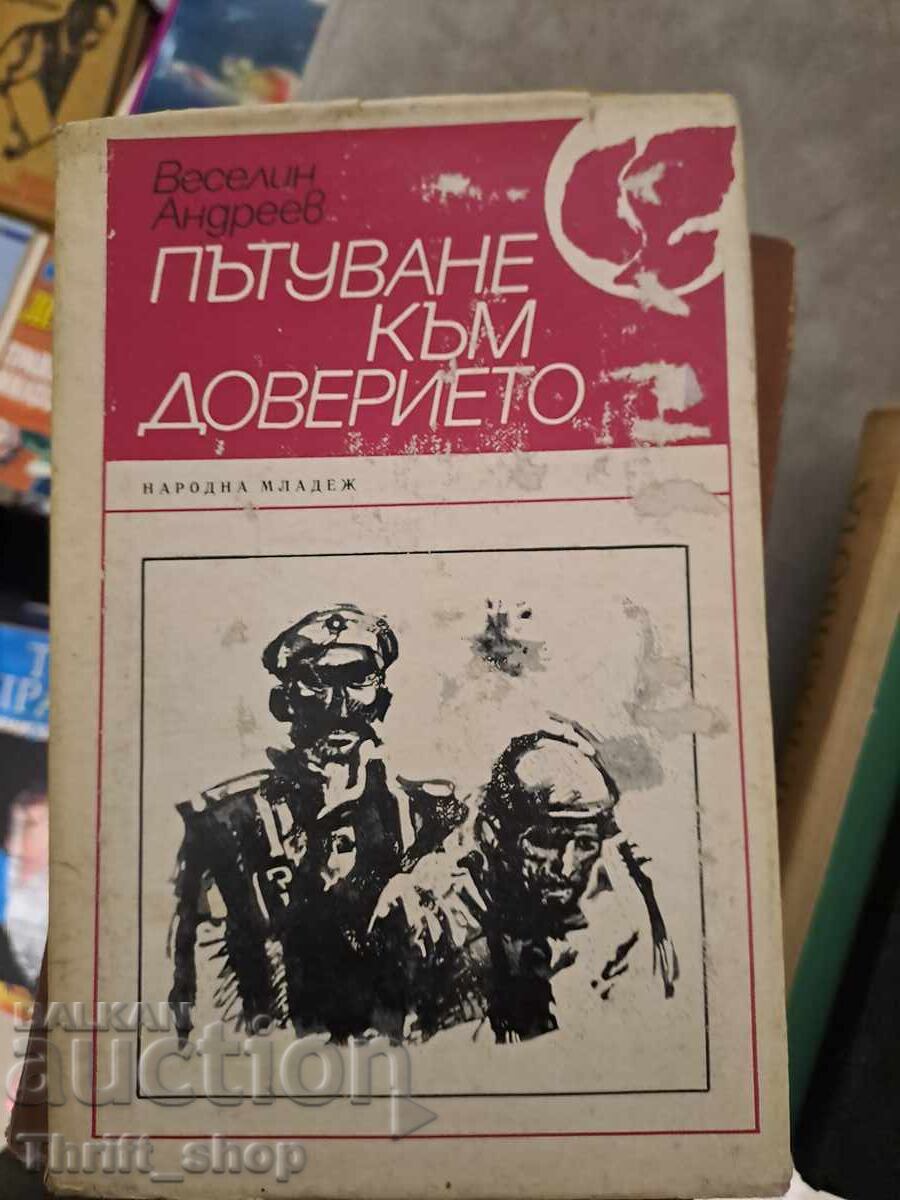 Веселин
Андреев
ПЪТУВАНЕ
КЪМ
ДОВЕРИЕТО
НАРОДНА МЛАДЕЖ
BALKAN
auction
Thrift_shop